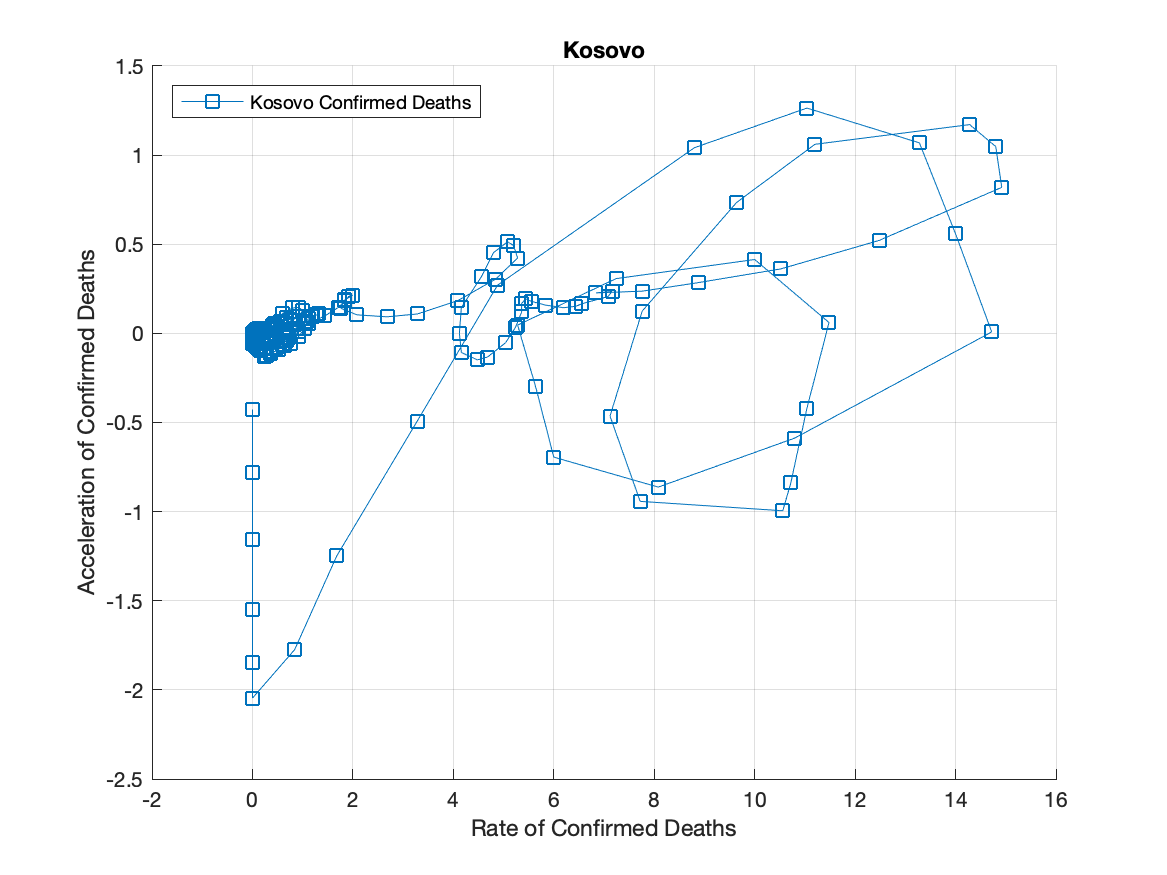 Kosovo
Kosovo Confirmed Deaths
1.5
1
0.5
0
-0.5
-1
-1.5
-2
-2.5
-2 0 2 4 6 8 10 12 14 16
Rate of Confirmed Deaths
Acceleration of Confirmed Deaths